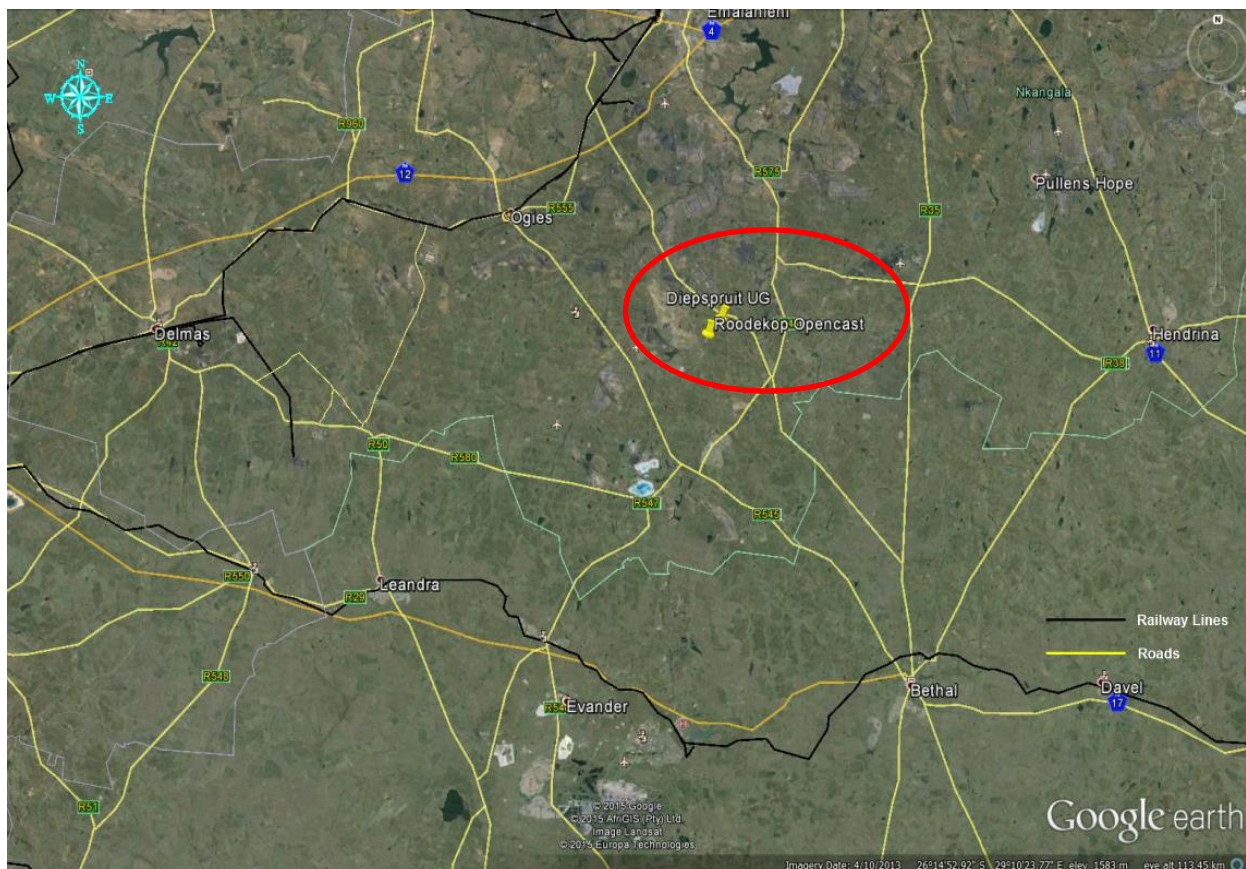 Emalahleni
4
N
N
W E
S
Nkangala
R960
12
R575
Pullens Hope
Ogies
R555
R35
Diepspruit UG
Roodekop Opencast
Delmas
R42
Hendrina
11
R38
R50
R580
R547
R545
R550
Leandra
R29
Railway Lines
Roads
R548
Evander
Bethal
Davel
17
R51
© 2015 Google
© 2015 AfriGIS (Pty) Ltd.
Image Landsat
© 2015 Europa Technologies
Google earth
Imagery Date: 4/10/2013 26°14'52.92" S 29°10'23.77" E elev 1583 m eye alt 113.45 km